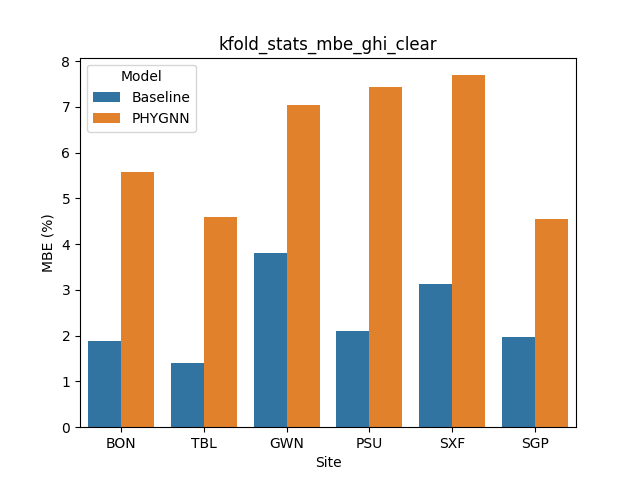 kfold_stats_mbe_ghi_clear
Model
Baseline
PHYGNN
MBE (%)
8
7
6
5
4
3
2
1
0
BON TBL GWN PSU SXF SGP
Site